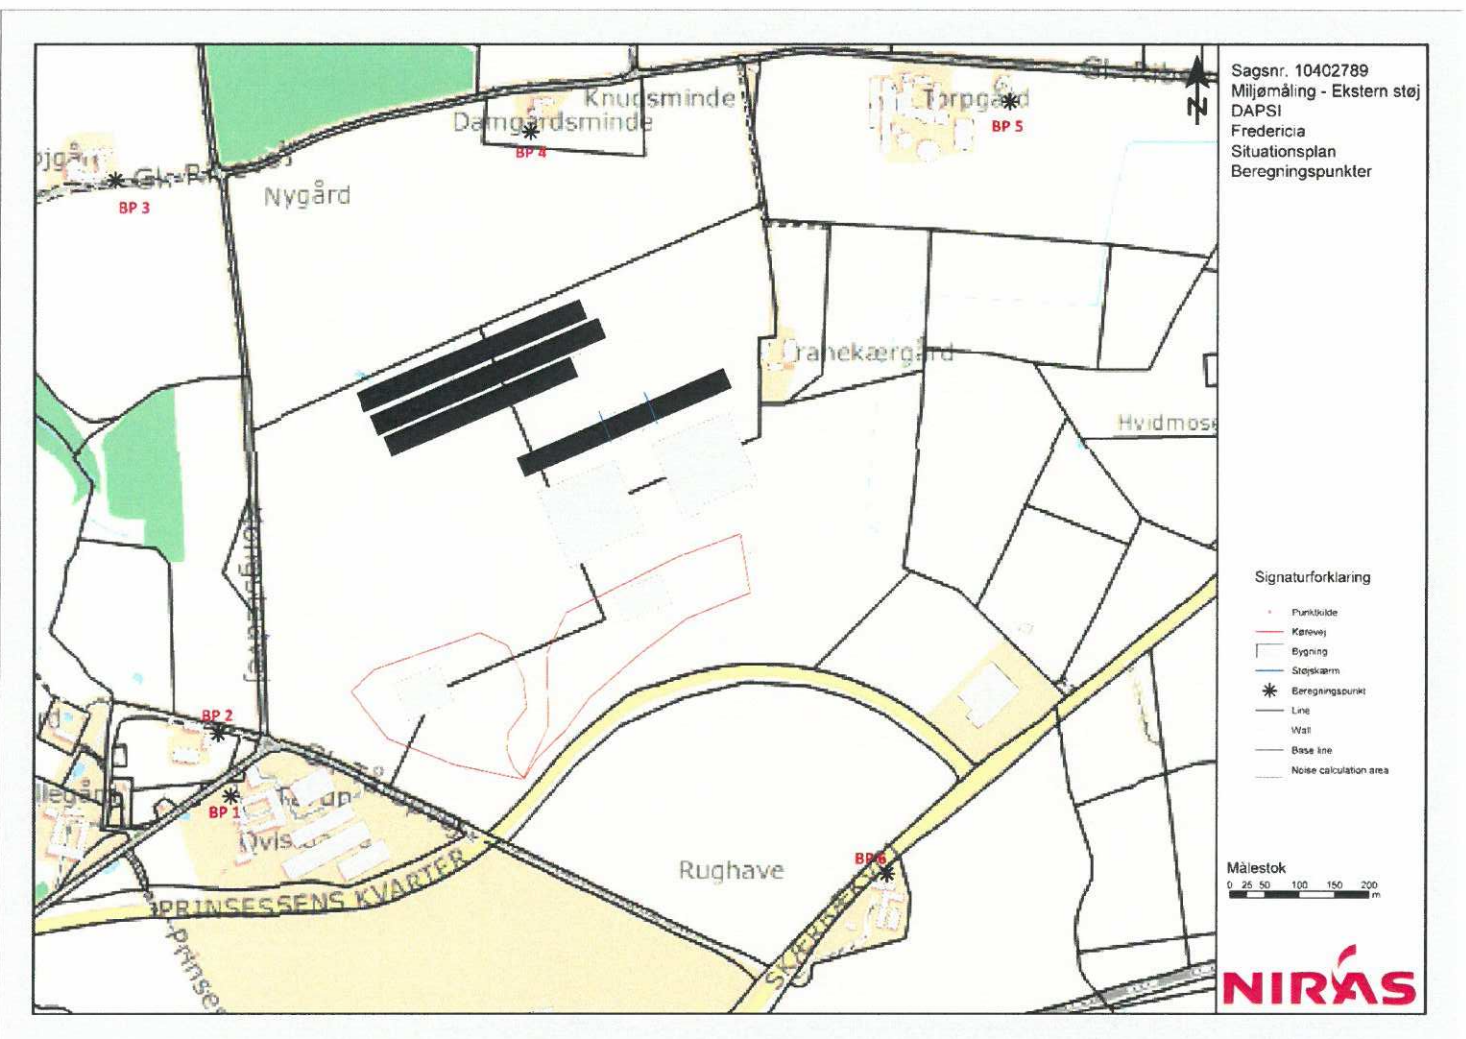 Knudsminde
Damgårdsminde
BP 4
Torpgård
BP 5
N
BP 3
Nygård
Hvidmose
BP 2
BP 1
PRINSESSENS KVARTER
Prinse
Rughave
BP 6
Sagsnr. 10402789
Miljømåling - Ekstern støj
DAPSI
Fredericia
Situationsplan
Beregningspunkter
Signaturforklaring
Punktkilde
Kørevej
Bygning
Støjskærm
Beregningspunkt
Line
Wall
Base line
Noise calculation area
Målestok
0 25 50 100 150 200
m
NIRAS